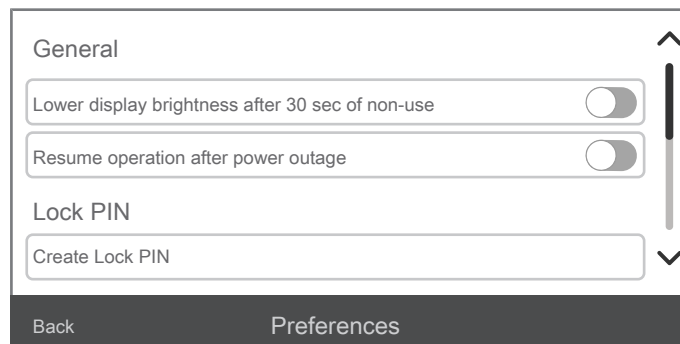 General
Lower display brightness after 30 sec of non-use
Resume operation after power outage
Lock PIN
Create Lock PIN
Back
Preferences